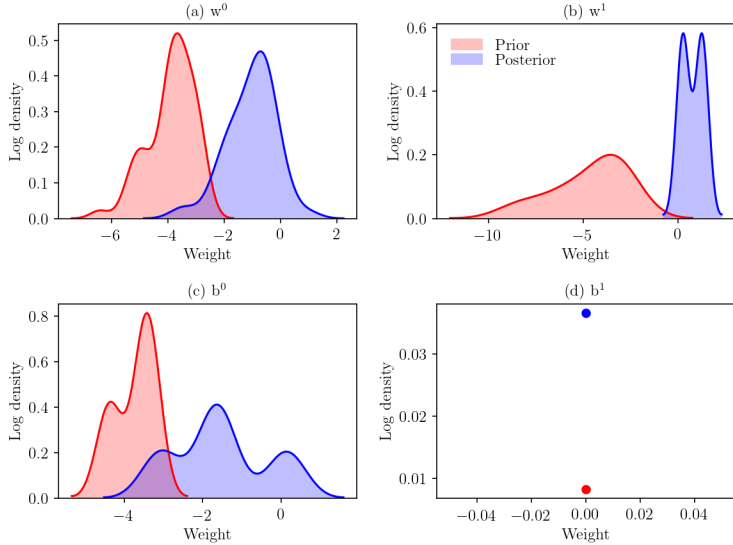 (a) w⁰
Log density
0.5
0.4
0.3
0.2
0.1
0.0
−6
−4
−2
0
2
Weight
(b) w¹
Prior
Posterior
Log density
0.6
0.4
0.2
0.0
−10
−5
0
Weight
(c) b⁰
Log density
0.8
0.6
0.4
0.2
0.0
−4
−2
0
Weight
(d) b¹
Log density
0.03
0.02
0.01
−0.04
−0.02
0.00
0.02
0.04
Weight